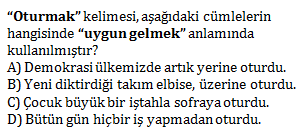 “Oturmak” kelimesi, aşağıdaki cümlelerin
hangisinde “uygun gelmek” anlamında
kullanılmıştır?
A) Demokrasi ülkemizde artık yerine oturdu.
B) Yeni diktirdiği takım elbise, üzerine oturdu.
C) Çocuk büyük bir iştahla sofraya oturdu.
D) Bütün gün hiçbir iş yapmadan oturdu.